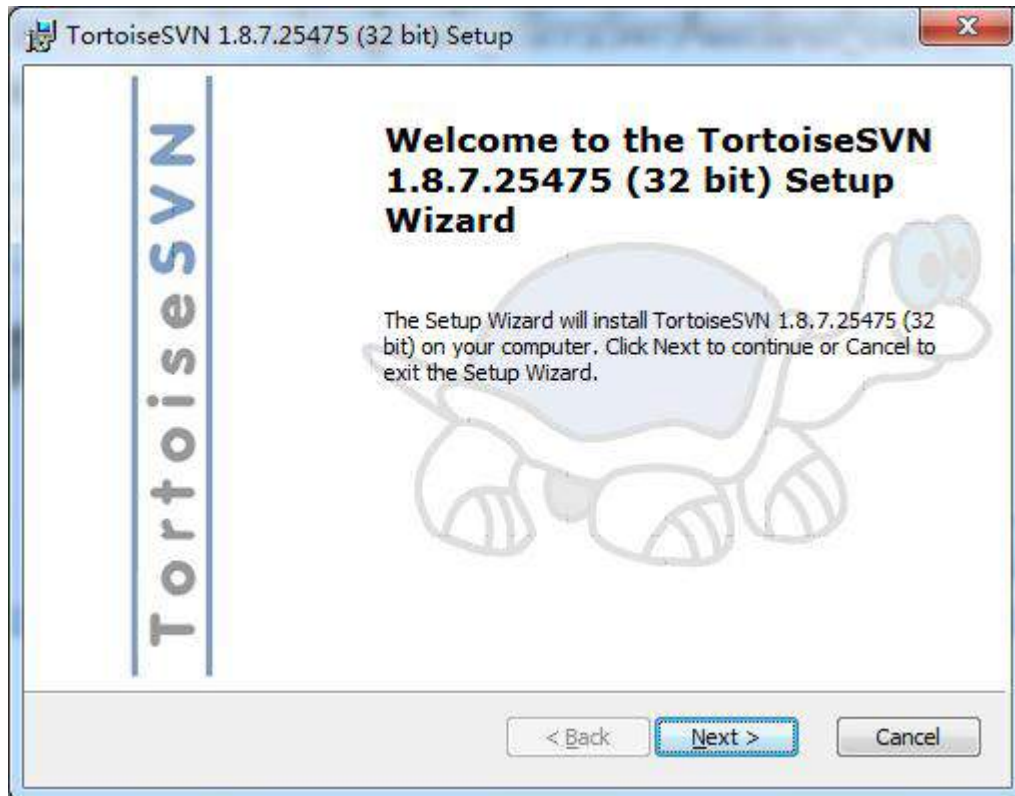 TortoiseSVN 1.8.7.25475 (32 bit) Setup
TortoiseSVN
Welcome to the TortoiseSVN
1.8.7.25475 (32 bit) Setup
Wizard
The Setup Wizard will install TortoiseSVN 1.8.7.25475 (32
bit) on your computer. Click Next to continue or Cancel to
exit the Setup Wizard.
< Back
Next >
Cancel